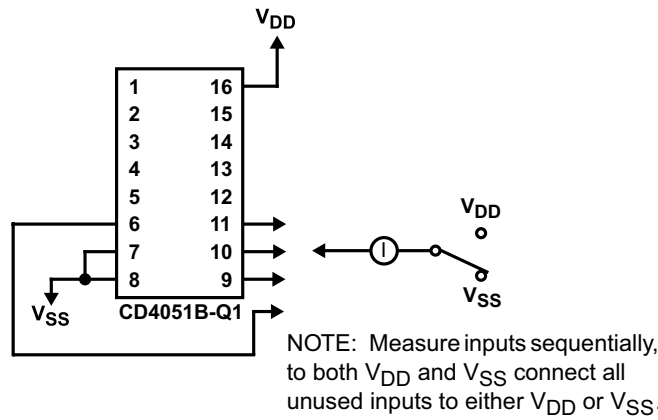 VDD
1 16
2 15
3 14
4 13
5 12
6 11
7 10
8 9
VSS
CD4051B-Q1
I
VDD
VSS
NOTE: Measure inputs sequentially,
to both VDD and VSS connect all
unused inputs to either VDD or VSS.